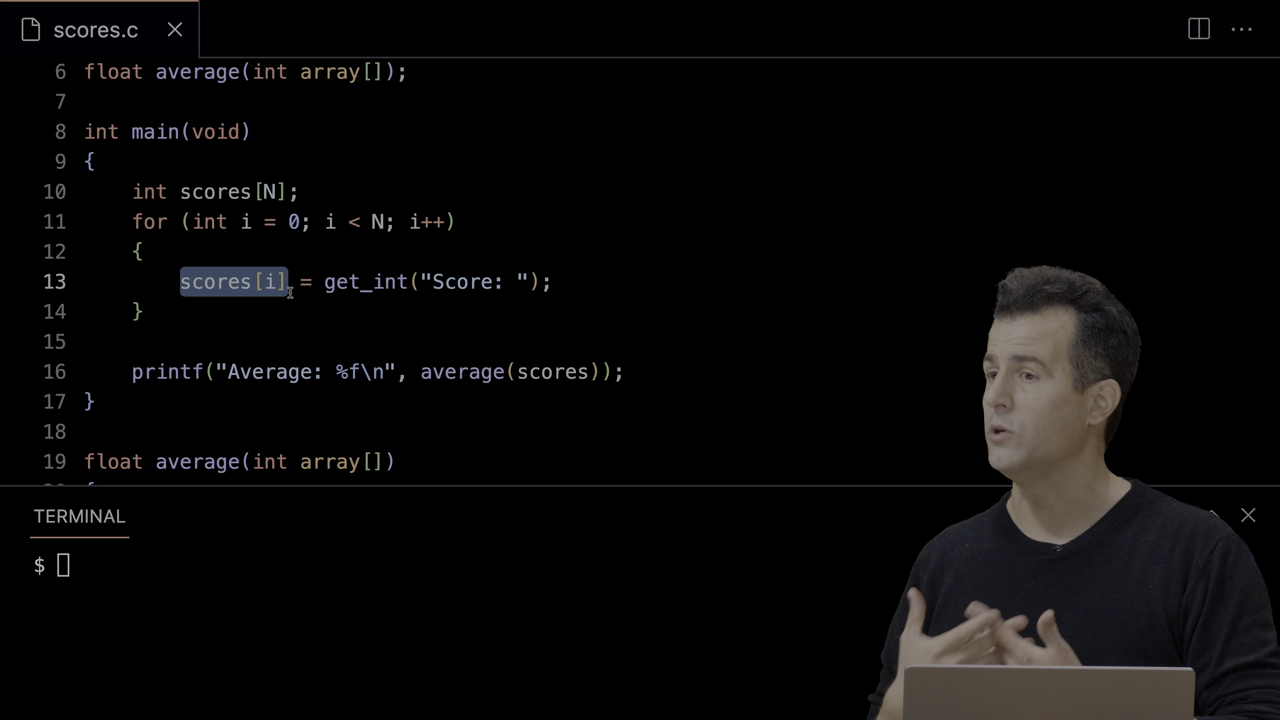 scores.c
6 float average(int array[]);
7
8 int main(void)
9 {
10     int scores[N];
11     for (int i = 0; i < N; i++)
12     {
13         scores[i] = get_int("Score: ");
14     }
15
16     printf("Average: %f\n", average(scores));
17 }
18
19 float average(int array[])
TERMINAL
$